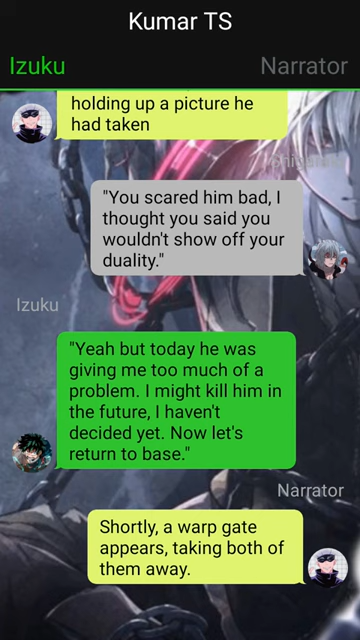 Kumar TS
Izuku
Narrator
holding up a picture he
had taken
"You scared him bad, I
thought you said you
wouldn't show off your
duality."
Izuku
"Yeah but today he was
giving me too much of a
problem. I might kill him in
the future, I haven't
decided yet. Now let's
return to base."
Narrator
Shortly, a warp gate
appears, taking both of
them away.